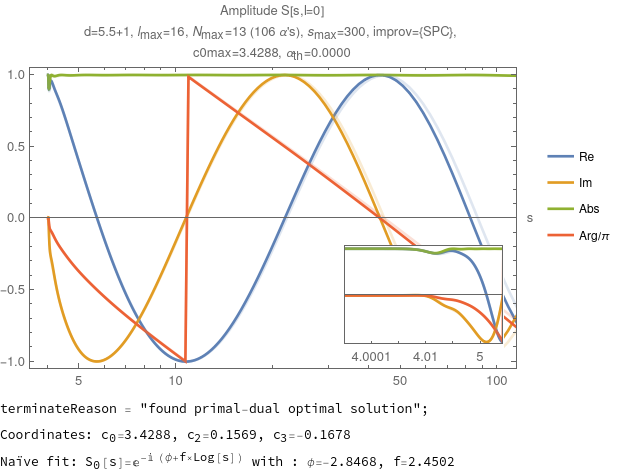 Amplitude S[s,l=0]
d=5.5+1, lmax=16, Nmax=13 (106 α's), smax=300, improv={SPC},
c0max=3.4288, αth=0.0000
1.0
0.5
0.0
−0.5
−1.0
s
Re
Im
Abs
Arg/π
4.0001 4.01 5
5 10 50 100
terminateReason = "found primal-dual optimal solution";
Coordinates: c0=3.4288, c2=0.1569, c3=-0.1678
Naïve fit: S0[s]=e^-i (ϕ+f×Log[s]) with : ϕ=-2.8468, f=2.4502